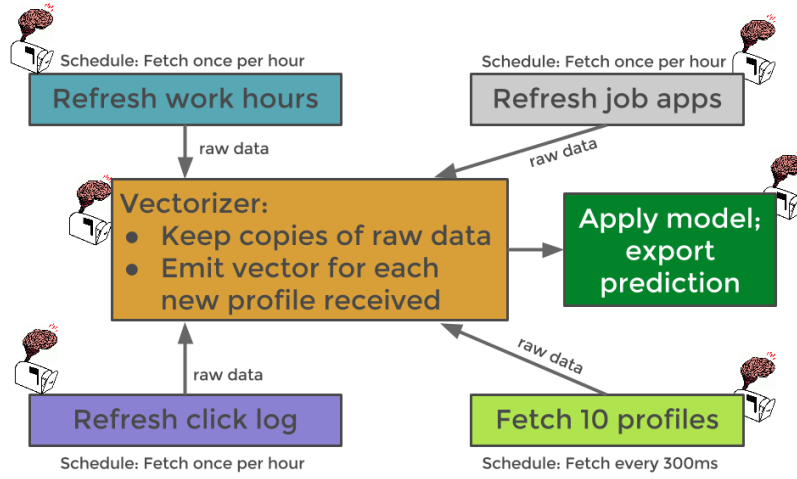 Schedule: Fetch once per hour
Refresh work hours
Schedule: Fetch once per hour
Refresh job apps
raw data
raw data
Vectorizer:
● Keep copies of raw data
● Emit vector for each
new profile received
Apply model;
export
prediction
raw data
raw data
Refresh click log
Schedule: Fetch once per hour
Fetch 10 profiles
Schedule: Fetch every 300ms